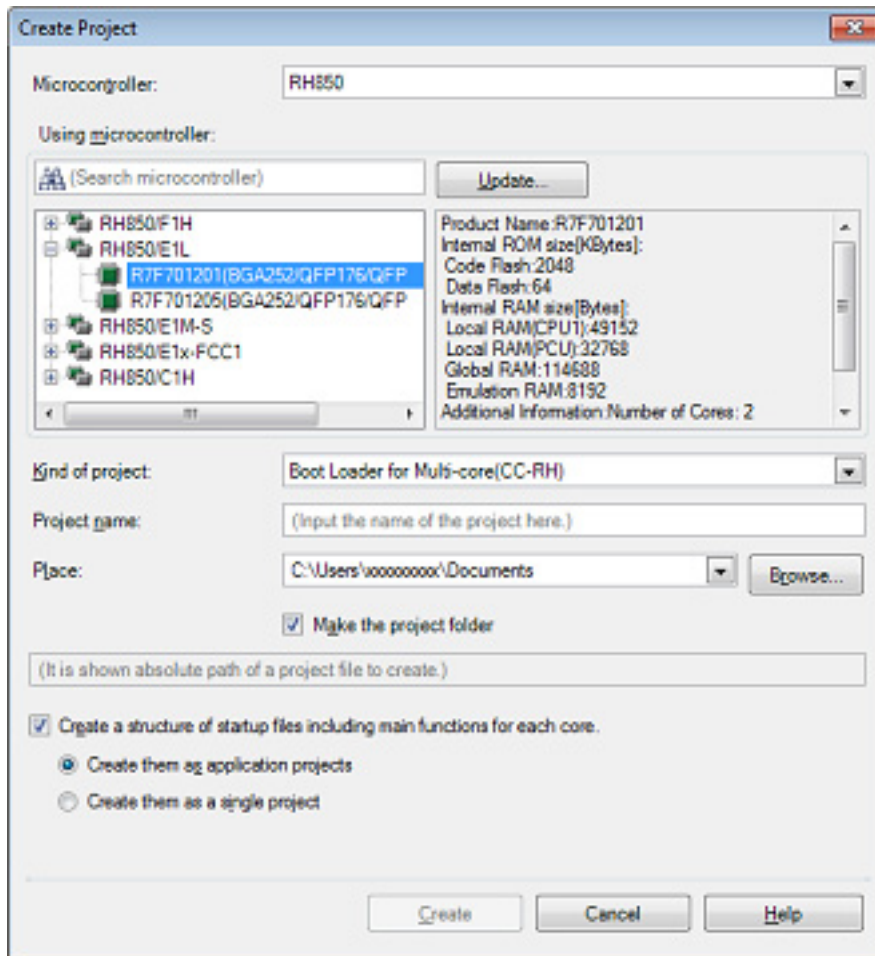 Create Project
Microcontroller:
RH850
Using microcontroller:
(Search microcontroller)
Update...
RH850/F1H
RH850/E1L
R7F701201(BGA252/QFP176/QFP
R7F701205(BGA252/QFP176/QFP
RH850/E1M-S
RH850/E1x-FCC1
RH850/C1H
Product Name:R7F701201
Internal ROM size[KBytes]:
Code Flash:2048
Data Flash:64
Internal RAM size[Bytes]:
Local RAM(CPU1):49152
Local RAM(PCU):32768
Global RAM:114688
Emulation RAM:8192
Additional Information:Number of Cores: 2
Kind of project:
Boot Loader for Multi-core(CC-RH)
Project name:
(Input the name of the project here.)
Place:
C:\Users\xxxxxxxxx\Documents
Browse...
Make the project folder
(It is shown absolute path of a project file to create.)
Create a structure of startup files including main functions for each core.
Create them as application projects
Create them as a single project
Create
Cancel
Help